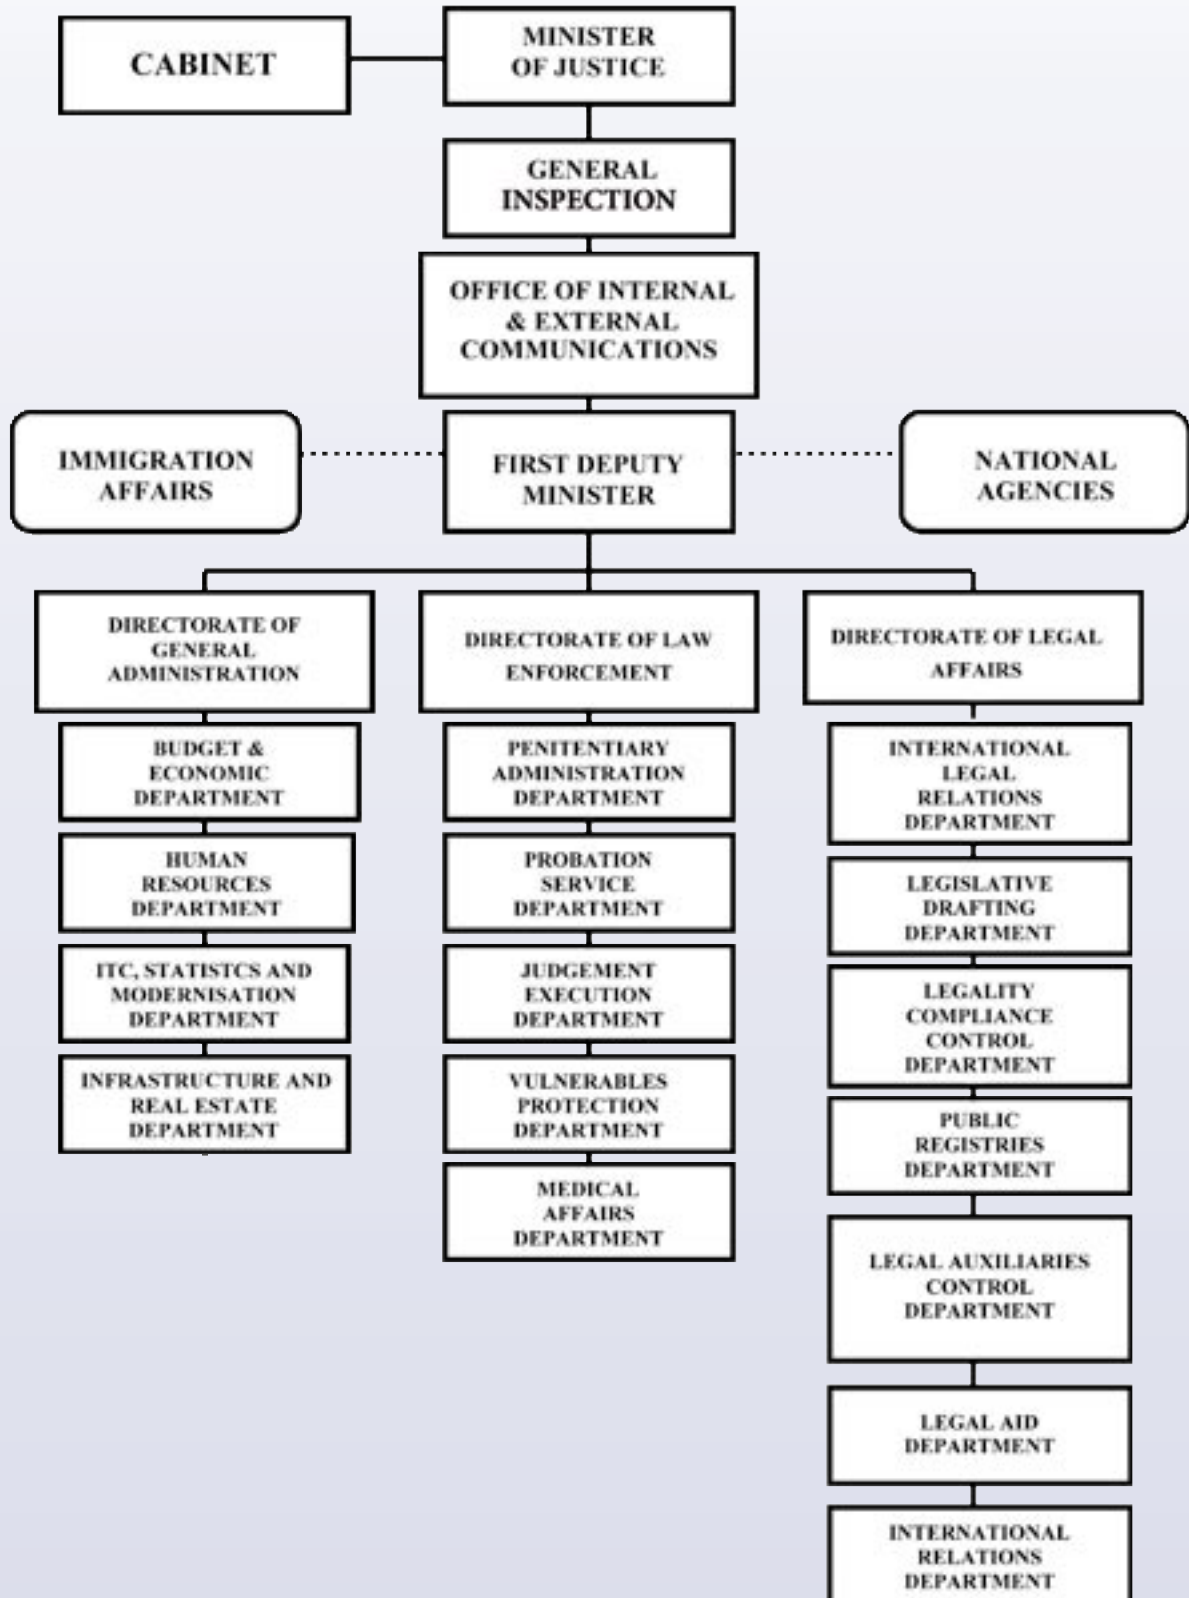 CABINET
MINISTER
OF JUSTICE
GENERAL
INSPECTION
OFFICE OF INTERNAL
& EXTERNAL
COMMUNICATIONS
IMMIGRATION
AFFAIRS
FIRST DEPUTY
MINISTER
NATIONAL
AGENCIES
DIRECTORATE OF
GENERAL
ADMINISTRATION
BUDGET &
ECONOMIC
DEPARTMENT
HUMAN
RESOURCES
DEPARTMENT
ITC, STATISTCS AND
MODERNISATION
DEPARTMENT
INFRASTRUCTURE AND
REAL ESTATE
DEPARTMENT
DIRECTORATE OF LAW
ENFORCEMENT
PENITENTIARY
ADMINISTRATION
DEPARTMENT
PROBATION
SERVICE
DEPARTMENT
JUDGEMENT
EXECUTION
DEPARTMENT
VULNERABLES
PROTECTION
DEPARTMENT
MEDICAL
AFFAIRS
DEPARTMENT
DIRECTORATE OF LEGAL
AFFAIRS
INTERNATIONAL
LEGAL
RELATIONS
DEPARTMENT
LEGISLATIVE
DRAFTING
DEPARTMENT
LEGALITY
COMPLIANCE
CONTROL
DEPARTMENT
PUBLIC
REGISTRIES
DEPARTMENT
LEGAL AUXILIARIES
CONTROL
DEPARTMENT
LEGAL AID
DEPARTMENT
INTERNATIONAL
RELATIONS
DEPARTMENT